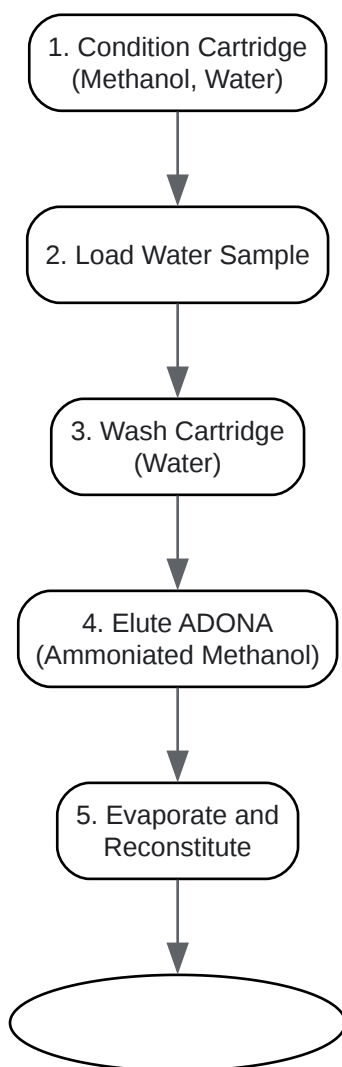 1. Condition Cartridge
(Methanol, Water)
2. Load Water Sample
3. Wash Cartridge
(Water)
4. Elute ADONA
(Ammoniated Methanol)
5. Evaporate and
Reconstitute